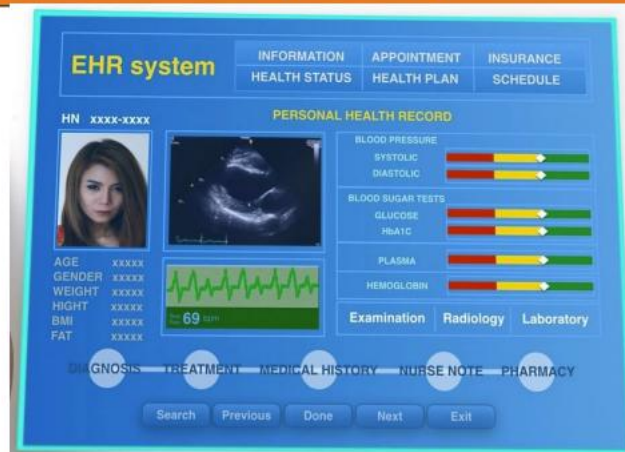 EHR system
INFORMATION APPOINTMENT INSURANCE
HEALTH STATUS HEALTH PLAN SCHEDULE
HN xxxx-xxxx
PERSONAL HEALTH RECORD
BLOOD PRESSURE
SYSTOLIC
DIASTOLIC
BLOOD SUGAR TESTS
GLUCOSE
HbA1C
PLASMA
HEMOGLOBIN
AGE xxxxx
GENDER xxxxx
WEIGHT xxxxx
HIGHT xxxxx
BMI xxxxx
FAT xxxxx
69
Examination Radiology Laboratory
DIAGNOSIS TREATMENT MEDICAL HISTORY NURSE NOTE PHARMACY
Search Previous Done Next Exit